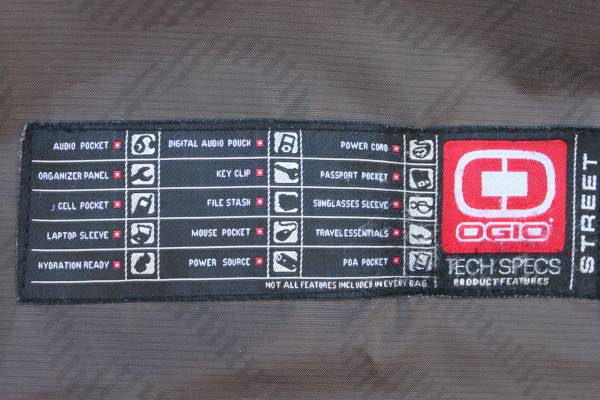 AUDIO POCKET DIGITAL AUDIO POUCH POWER CORD
ORGANIZER PANEL KEY CLIP PASSPORT POCKET
CELL POCKET FILE STASH SUNGLASSES SLEEVE
LAPTOP SLEEVE MOUSE POCKET TRAVEL ESSENTIALS
HYDRATION READY POWER SOURCE PDA POCKET
NOT ALL FEATURES INCLUDED IN EVERY BAG
OGIO
TECH SPECS
PRODUCT FEATURES
STREET